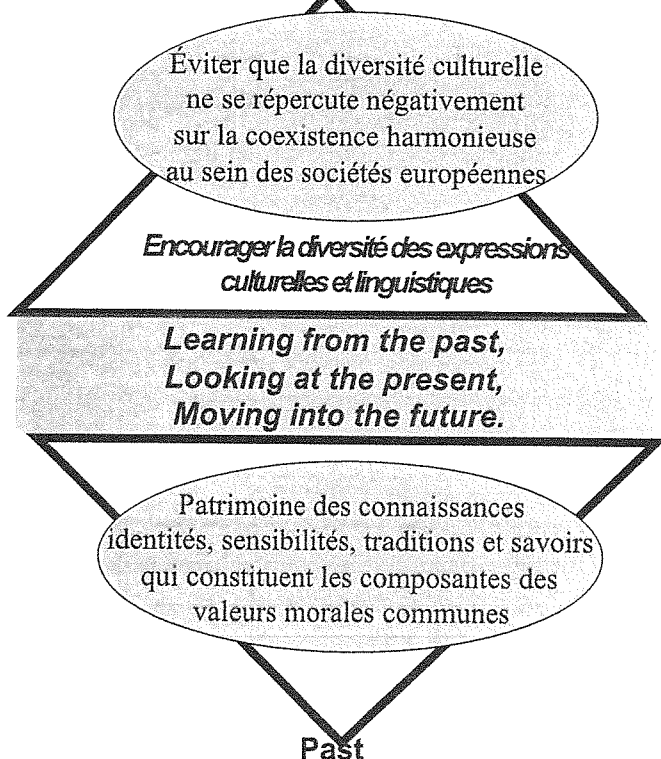 Éviter que la diversité culturelle
ne se répercute négativement
sur la coexistence harmonieuse
au sein des sociétés européennes
Encourager la diversité des expressions
culturelles et linguistiques
Learning from the past,
Looking at the present,
Moving into the future.
Patrimoine des connaissances
identités, sensibilités, traditions et savoirs
qui constituent les composantes des
valeurs morales communes
Past